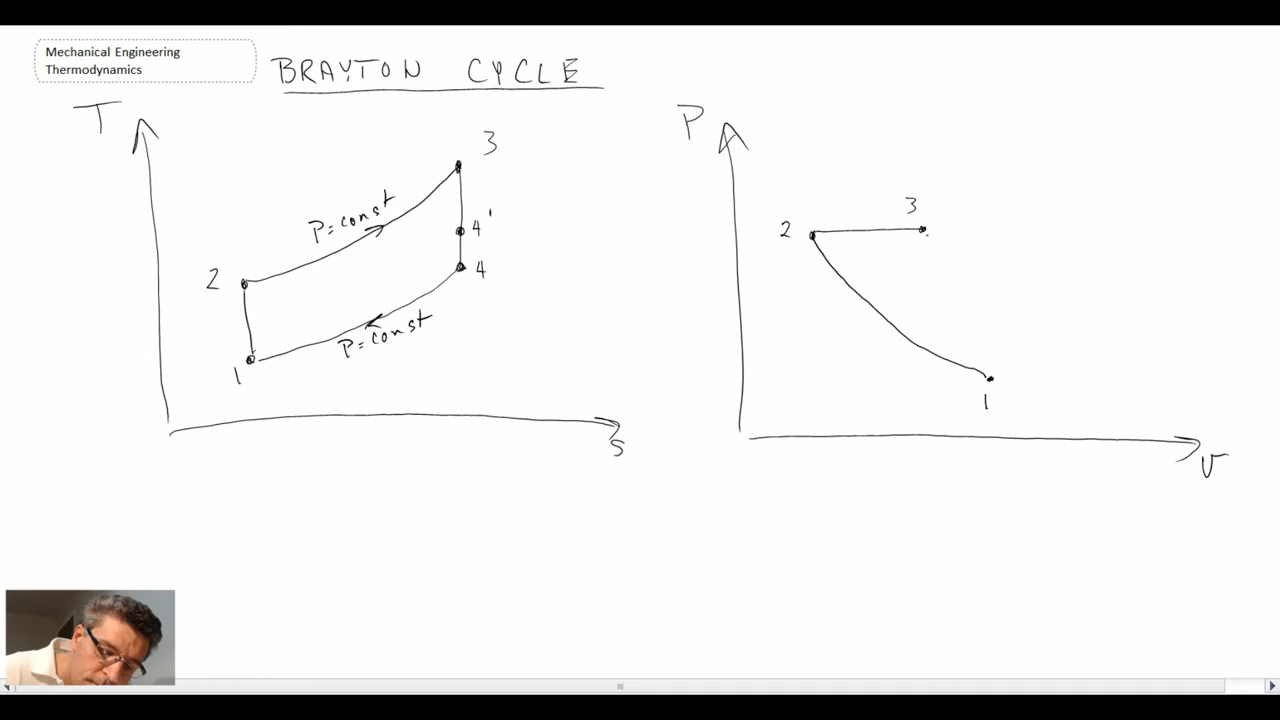 Mechanical Engineering
Thermodynamics
BRAYTON CYCLE
T
3
P=const
4'
2
4
P=const
1
s
P
3
2
1
v